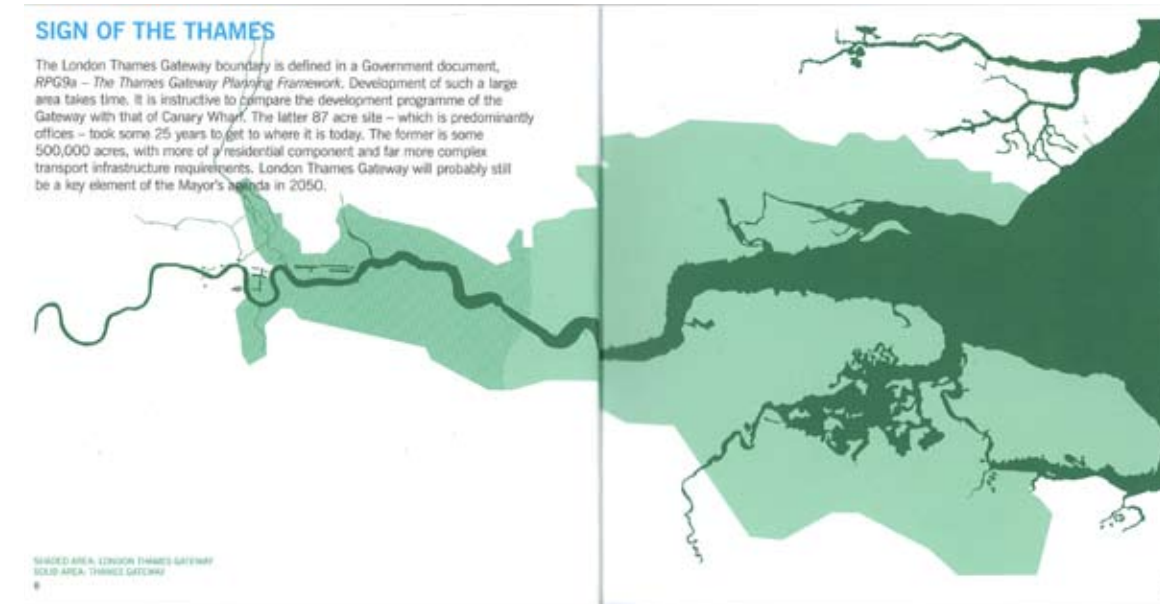 SIGN OF THE THAMES
The London Thames Gateway boundary is defined in a Government document,
RPG9a – The Thames Gateway Planning Framework. Development of such a large
area takes time. It is instructive to compare the development programme of the
Gateway with that of Canary Wharf. The latter 87 acre site – which is predominantly
offices – took some 25 years to get to where it is today. The former is some
500,000 acres, with more of a residential component and far more complex
transport infrastructure requirements. London Thames Gateway will probably still
be a key element of the Mayor's agenda in 2050.
SHADED AREA: LONDON THAMES GATEWAY
SOLID AREA: THAMES GATEWAY